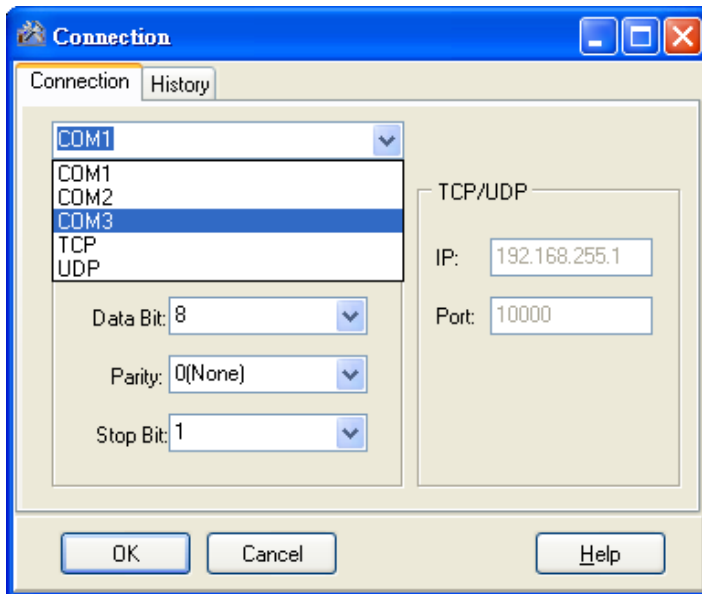 Connection
Connection History
COM1
COM1
COM2
COM3
TCP
UDP
Data Bit: 8
Parity: 0(None)
Stop Bit: 1
TCP/UDP
IP: 192.168.255.1
Port: 10000
OK Cancel Help